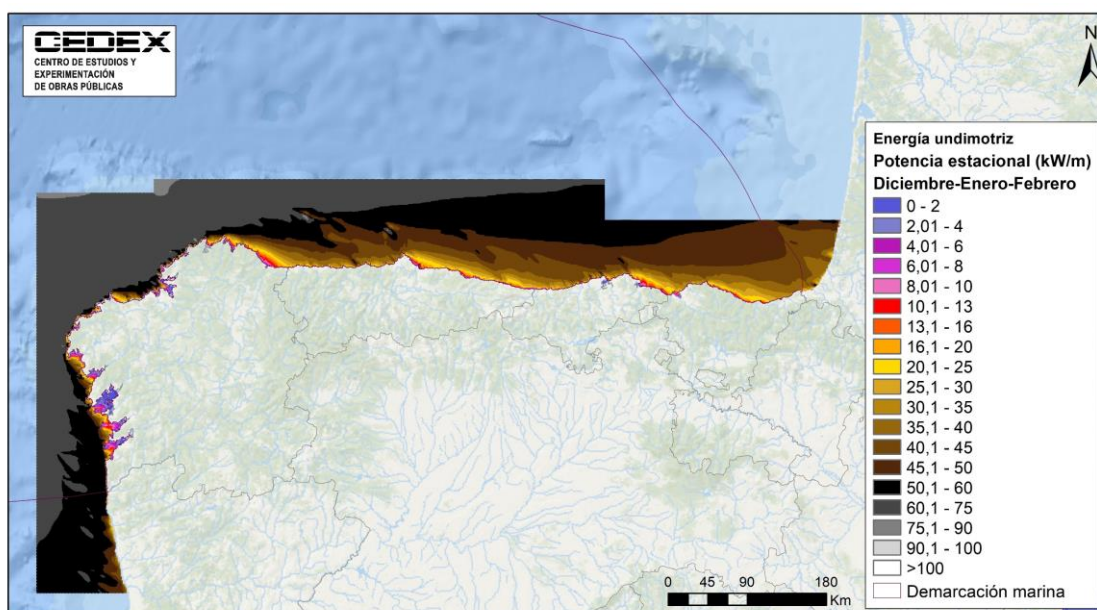 CEDEX
CENTRO DE ESTUDIOS Y
EXPERIMENTACIÓN
DE OBRAS PÚBLICAS
N
Energía undimotriz
Potencia estacional (kW/m)
Diciembre-Enero-Febrero
0 - 2
2,01 - 4
4,01 - 6
6,01 - 8
8,01 - 10
10,1 - 13
13,1 - 16
16,1 - 20
20,1 - 25
25,1 - 30
30,1 - 35
35,1 - 40
40,1 - 45
45,1 - 50
50,1 - 60
60,1 - 75
75,1 - 90
90,1 - 100
>100
Demarcación marina
0 45 90 180
Km